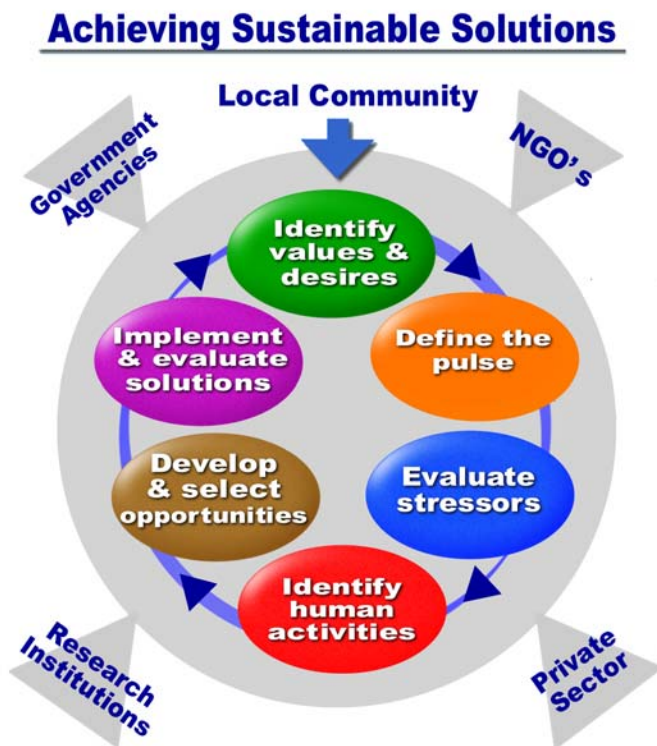 Achieving Sustainable Solutions
Local Community
Government
Agencies
NGO's
Identify
values &
desires
Define the
pulse
Evaluate
stressors
Identify
human
activities
Develop
& select
opportunities
Implement
& evaluate
solutions
Research
Institutions
Private
Sector